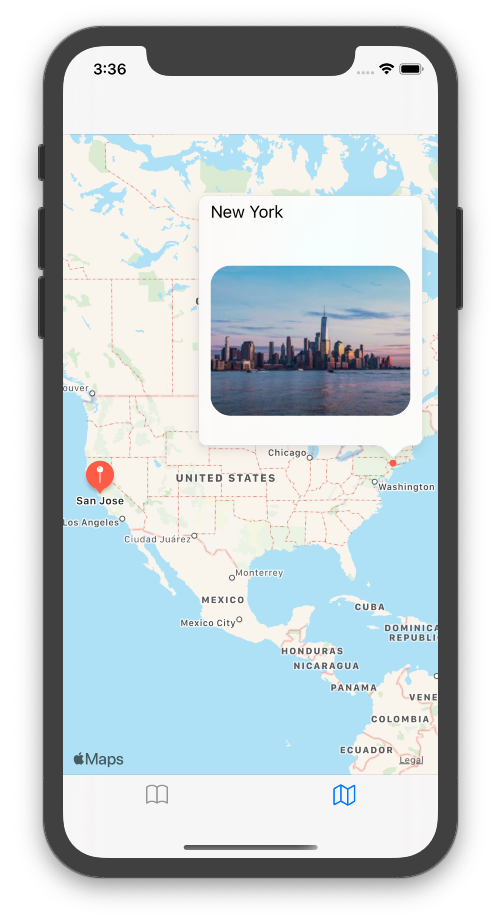 3:36
New York
ouver
Chicago
UNITED STATES
San Jose
Washington
Los Angeles
Ciudad Juárez
Monterrey
MEXICO
Mexico City
CUBA
DOMINICA
REPUBLI
HONDURAS
NICARAGUA
PANAMA
VENE
COLOMBIA
ECUADOR
Maps
Legal